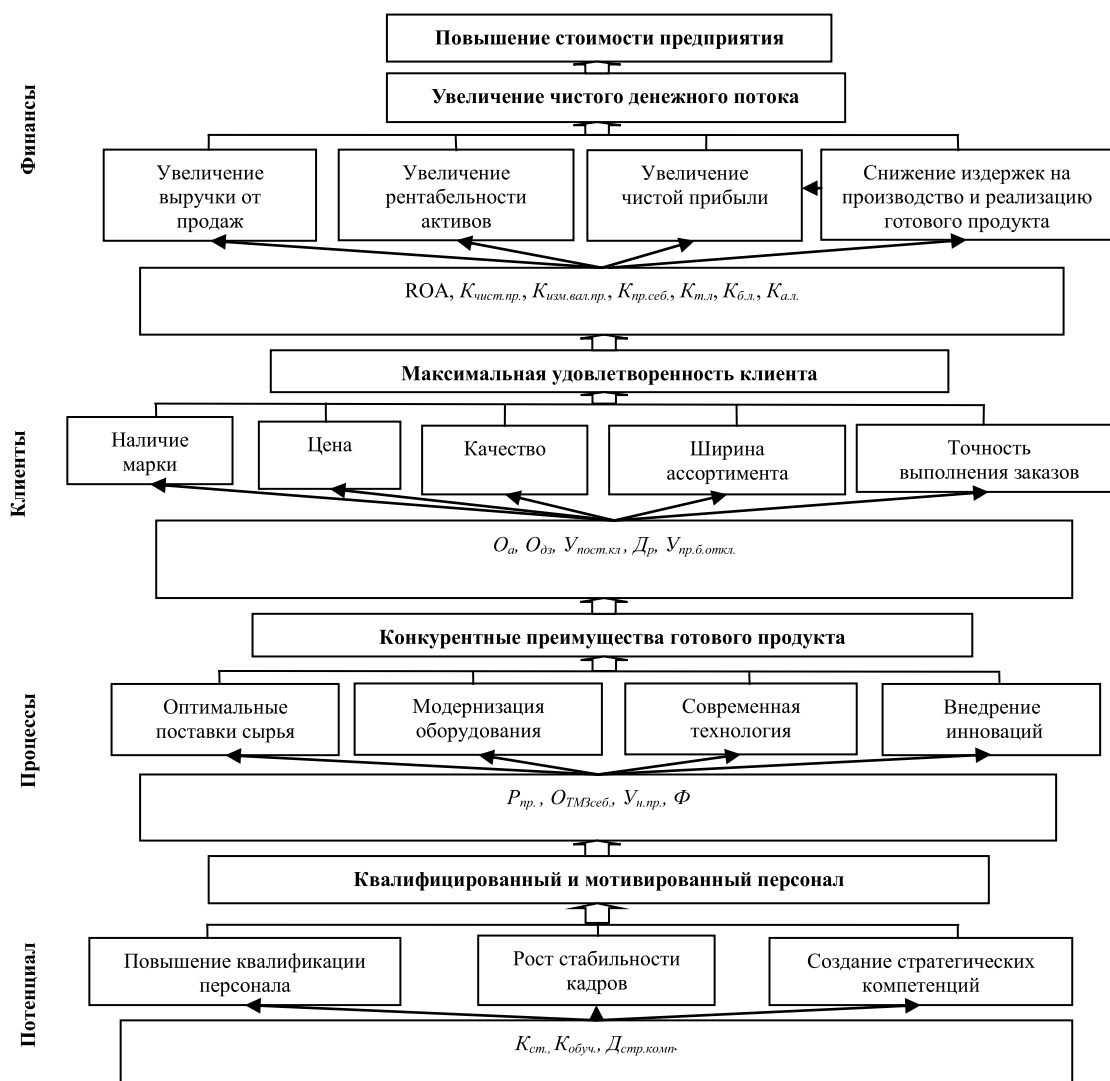 Повышение стоимости предприятия
Финансы
Увеличение чистого денежного потока
Увеличение
выручки от
продаж
Увеличение
рентабельности
активов
Увеличение
чистой прибыли
Снижение издержек на
производство и реализацию
готового продукта
ROA, Кчист.пр., Кизм.вал.пр., Кпр.себ., Кт.л, Кб.л., Ка.л.
Клиенты
Максимальная удовлетворенность клиента
Наличие
марки
Цена
Качество
Ширина
ассортимента
Точность
выполнения заказов
Оа, Одз, Упост.кл , Др, Упр.б.откл.
Процессы
Конкурентные преимущества готового продукта
Оптимальные
поставки сырья
Модернизация
оборудования
Современная
технология
Внедрение
инноваций
Рпр. , ОТМЗсеб., Ун.пр., Ф
Потенциал
Квалифицированный и мотивированный персонал
Повышение квалификации
персонала
Рост стабильности
кадров
Создание стратегических
компетенций
Кст., Кобуч., Дстр.комп.